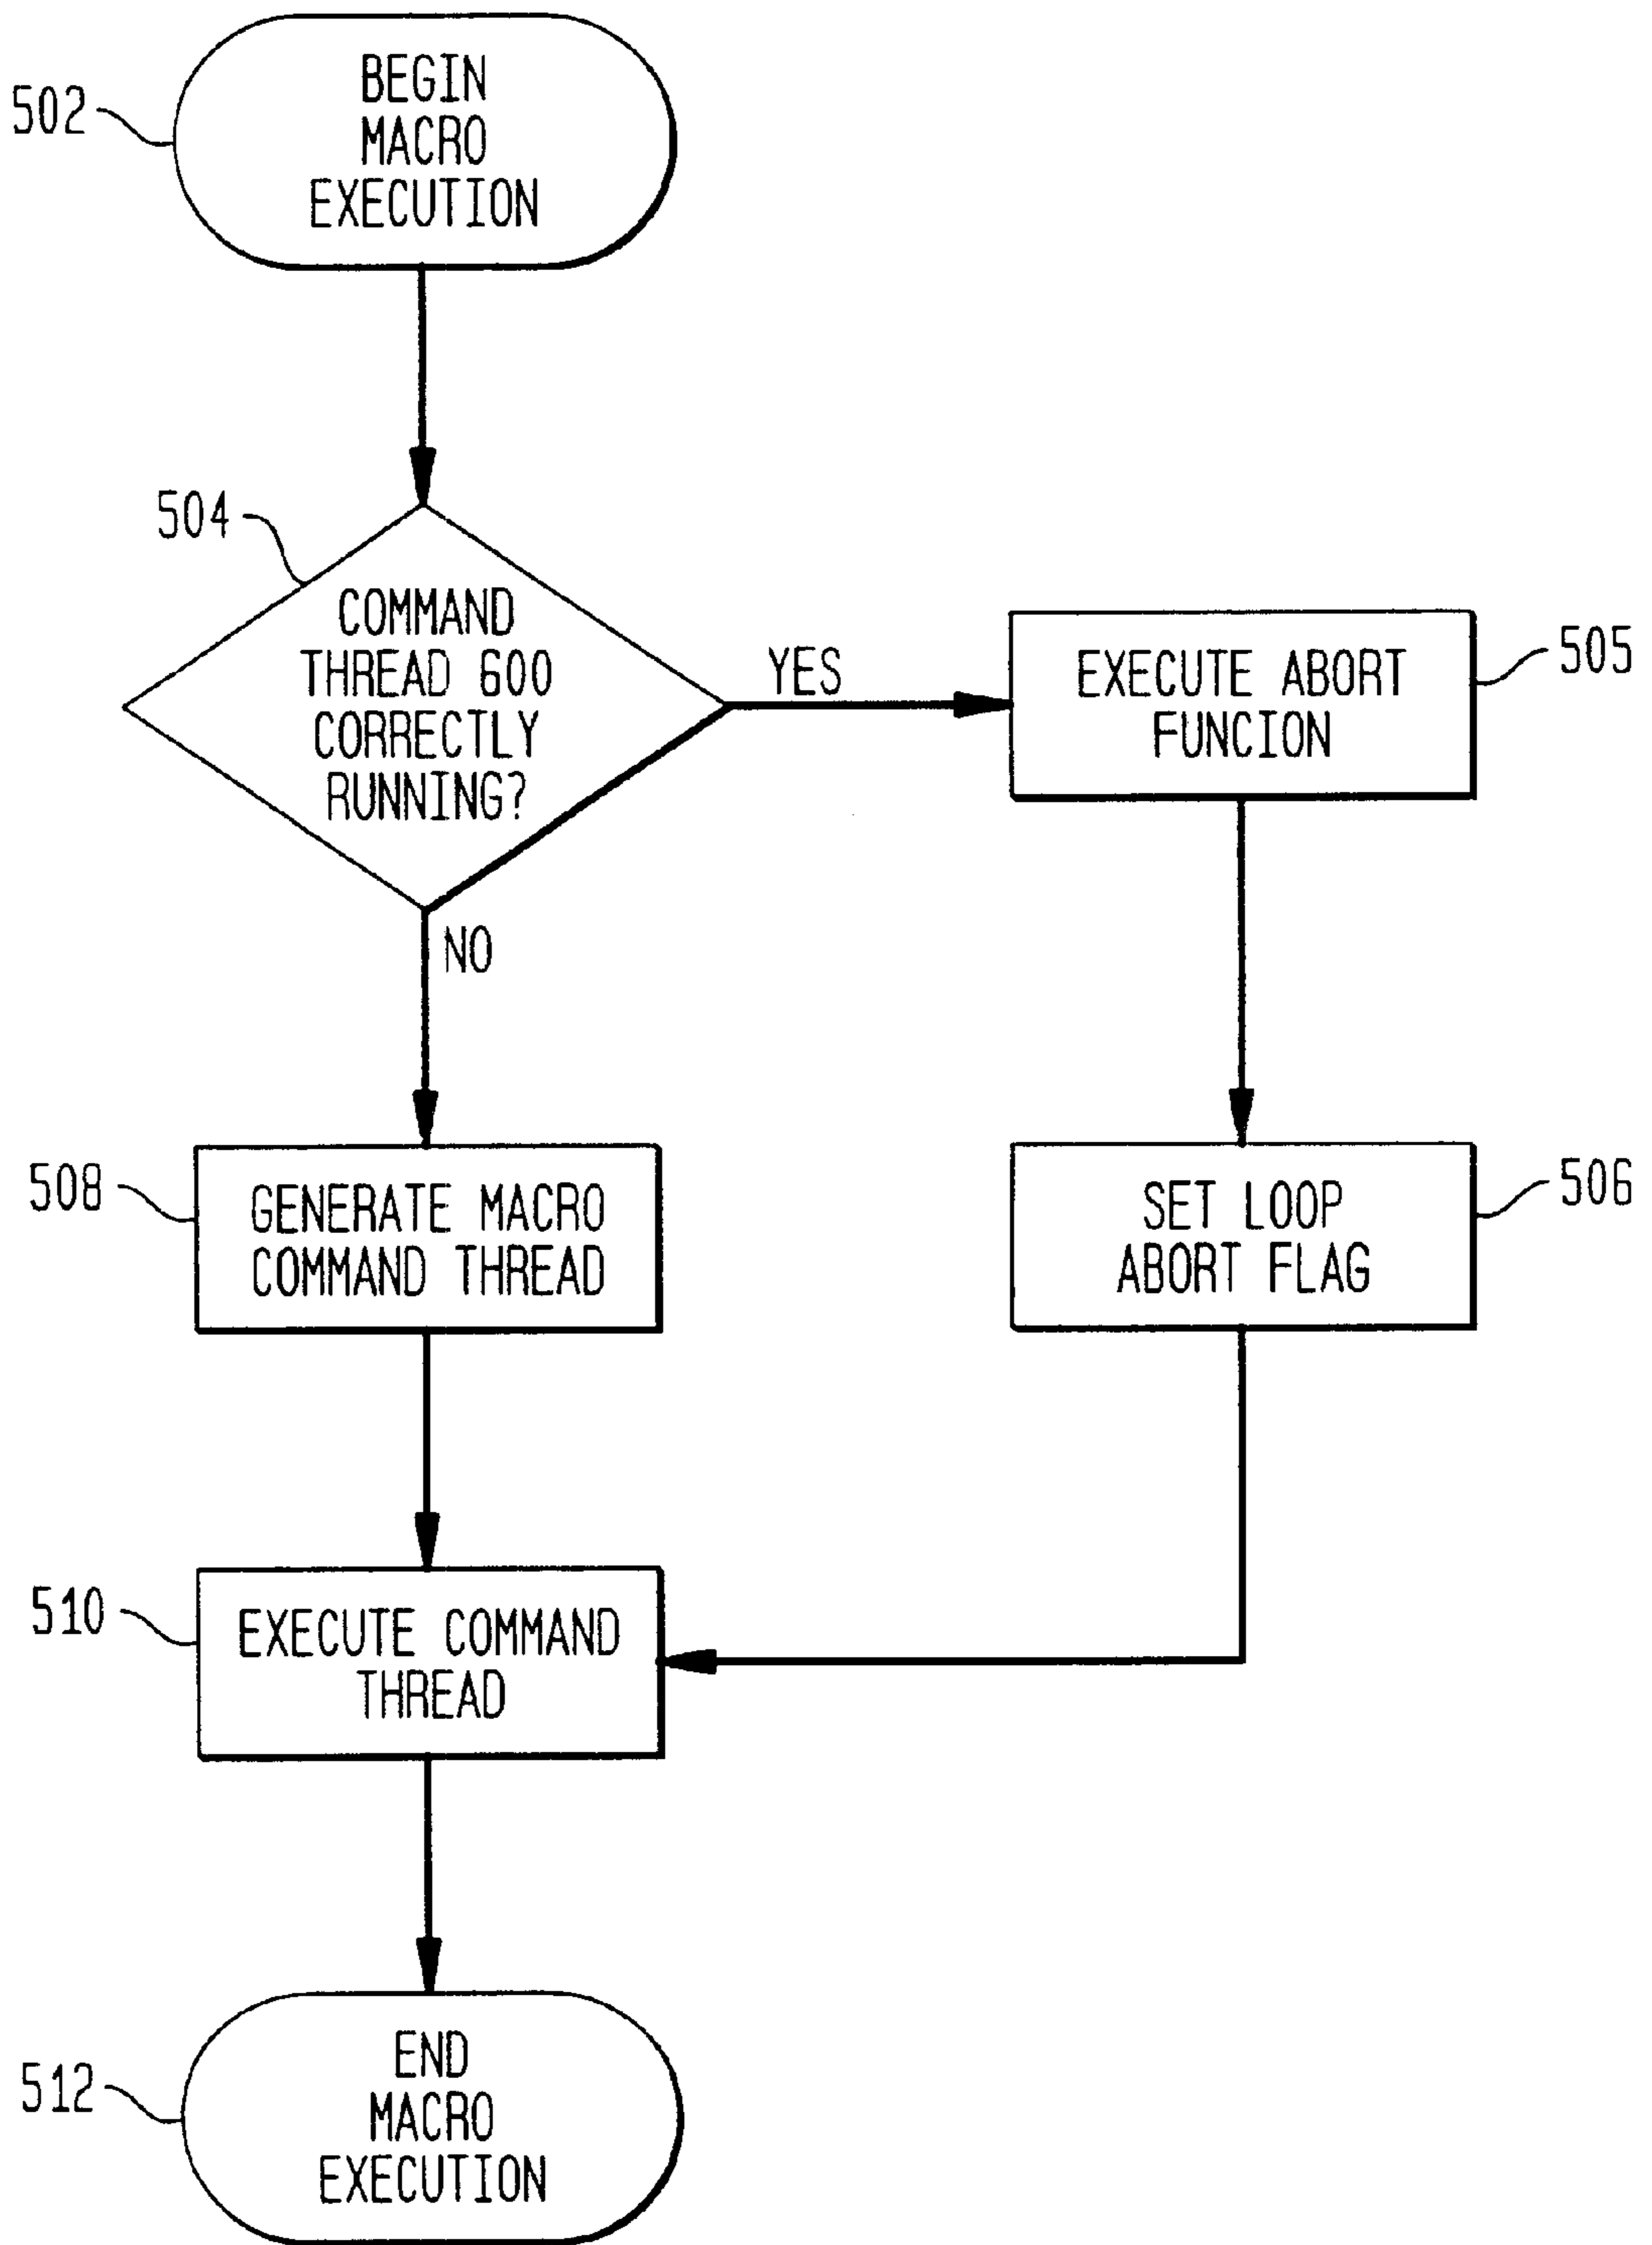 502
BEGIN
MACRO
EXECUTION
504
COMMAND
THREAD 600
CORRECTLY
RUNNING?
YES
EXECUTE ABORT
FUNCION
505
NO
508
GENERATE MACRO
COMMAND THREAD
SET LOOP
ABORT FLAG
506
510
EXECUTE COMMAND
THREAD
512
END
MACRO
EXECUTION